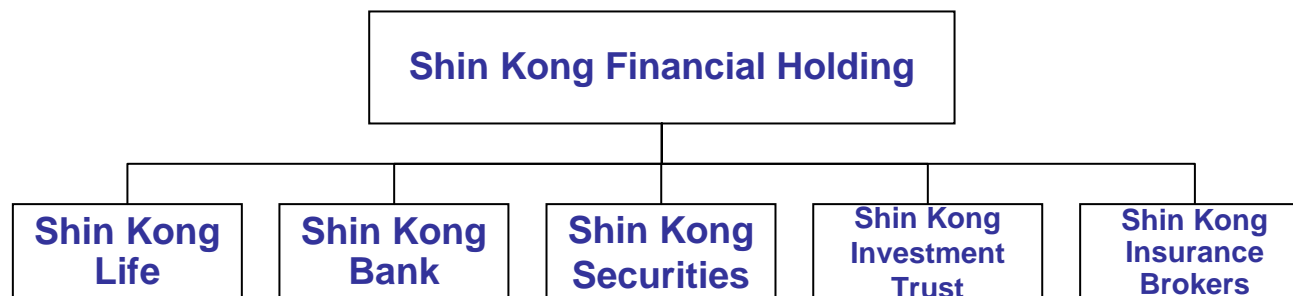 Shin Kong Financial Holding
Shin Kong
Life
Shin Kong
Bank
Shin Kong
Securities
Shin Kong
Investment
Trust
Shin Kong
Insurance
Brokers